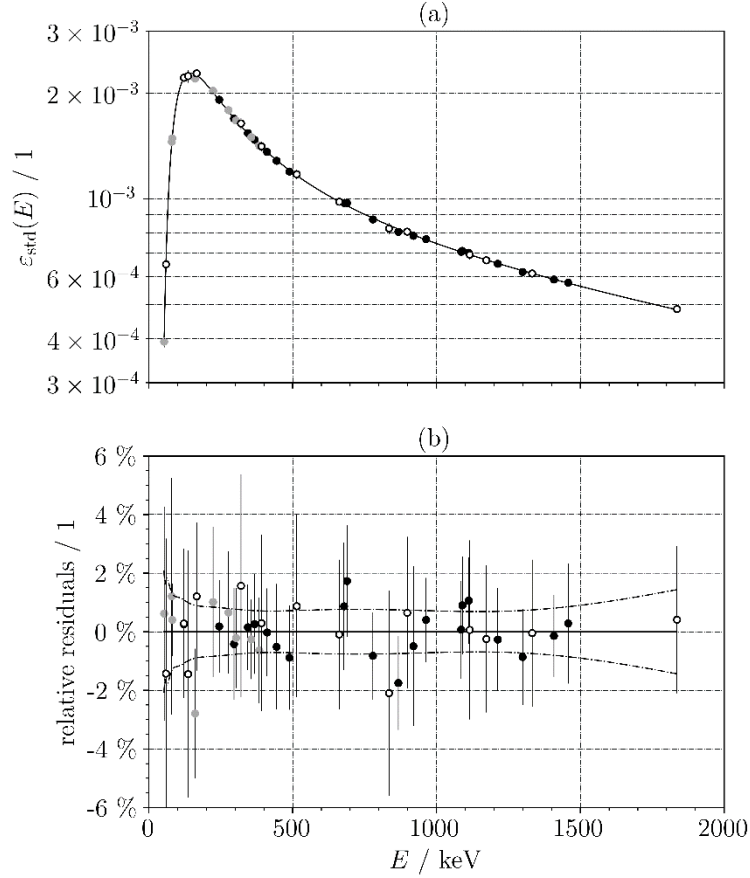 (a)
3 × 10⁻³
2 × 10⁻³
10⁻³
6 × 10⁻⁴
4 × 10⁻⁴
3 × 10⁻⁴
ε_std(E) / 1
(b)
6 %
4 %
2 %
0 %
-2 %
-4 %
-6 %
relative residuals / 1
0 500 1000 1500 2000
E / keV